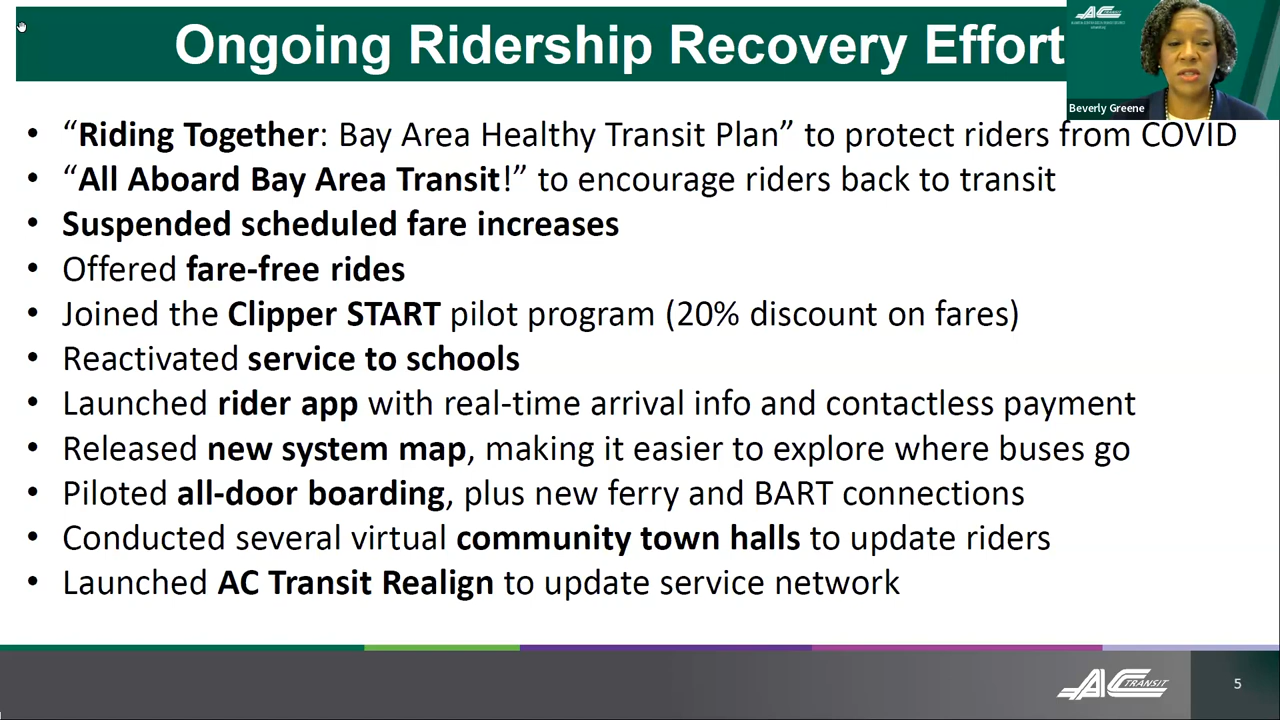 Ongoing Ridership Recovery Effort
AC TRANSIT
Beverly Greene
• “Riding Together: Bay Area Healthy Transit Plan” to protect riders from COVID
• “All Aboard Bay Area Transit!” to encourage riders back to transit
• Suspended scheduled fare increases
• Offered fare-free rides
• Joined the Clipper START pilot program (20% discount on fares)
• Reactivated service to schools
• Launched rider app with real-time arrival info and contactless payment
• Released new system map, making it easier to explore where buses go
• Piloted all-door boarding, plus new ferry and BART connections
• Conducted several virtual community town halls to update riders
• Launched AC Transit Realign to update service network
AC TRANSIT
5